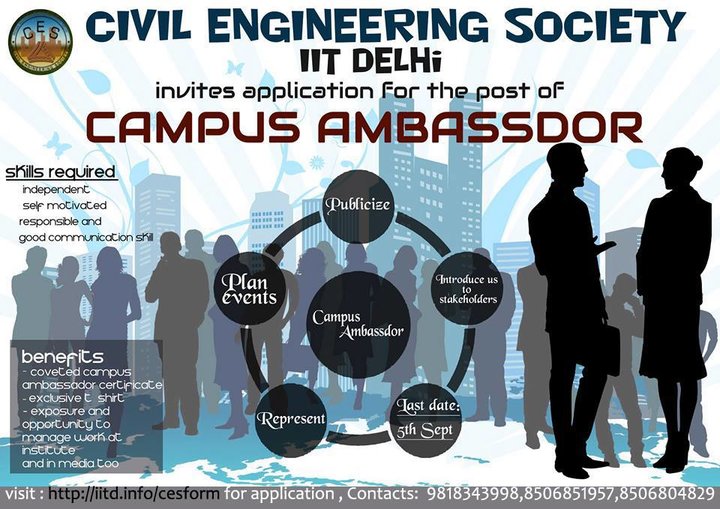 CES
CIVIL ENGINEERING SOCIETY
IIT DELHi
invites application for the post of
CAMPUS AMBASSDOR
skills required
independent
self motivated
responsible and
good communication skill
Publicize
Plan
events
Introduce us
to
stakeholders
Campus
Ambassdor
Represent
Last date:
5th Sept
benefits
- coveted campus
ambassador certificate
- exclusive t shirt
- exposure and
opportunity to
manage work at
institute
and in media too
visit : http://iitd.info/cesform for application , Contacts: 9818343998,8506851957,8506804829